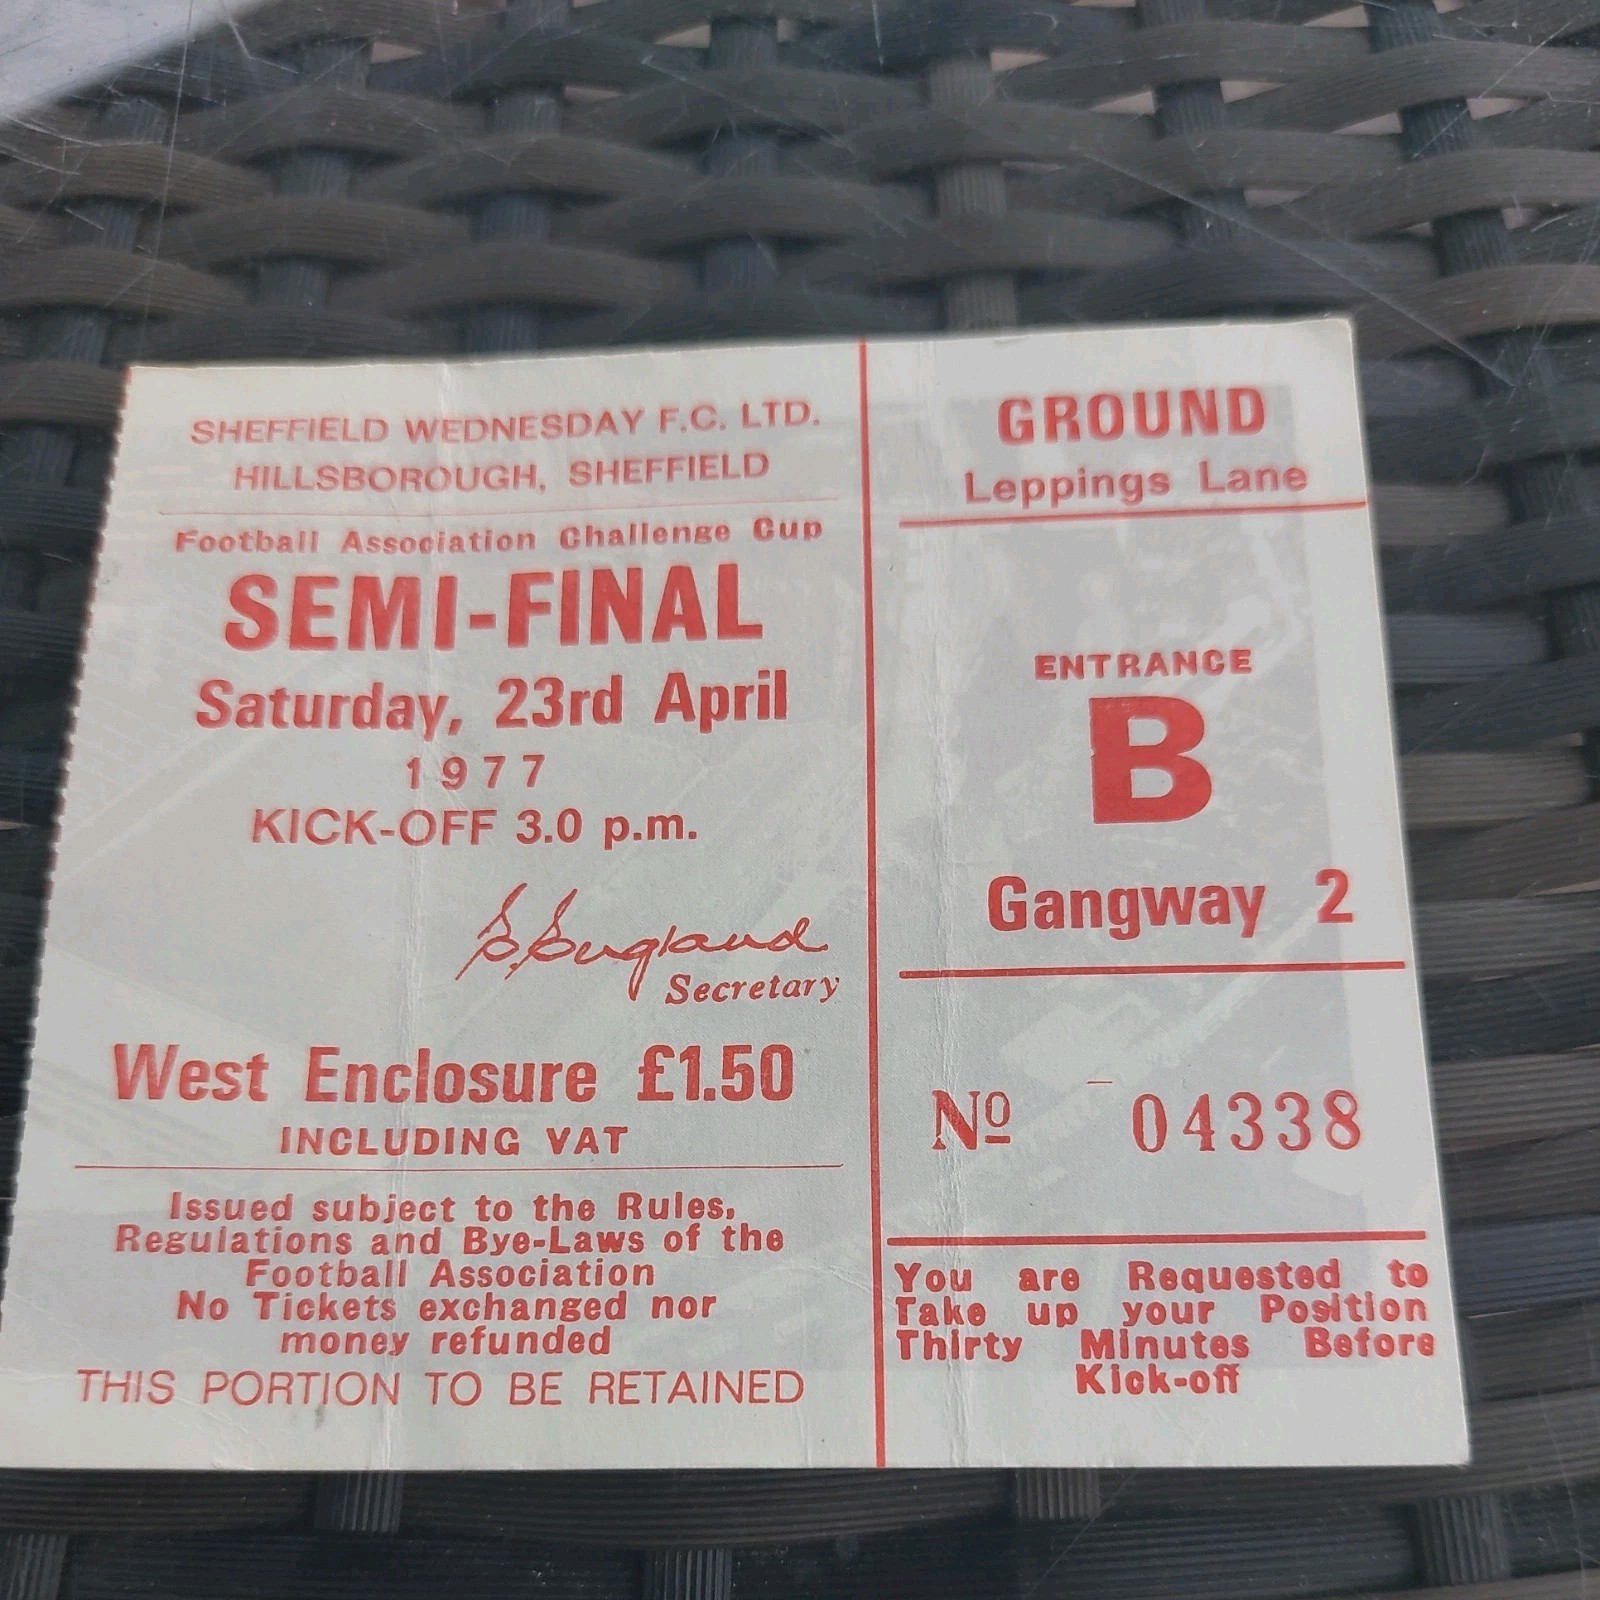 SHEFFIELD WEDNESDAY F.C. LTD.
HILLSBOROUGH, SHEFFIELD
Football Association Challenge Cup
SEMI-FINAL
Saturday, 23rd April
1977
KICK-OFF 3.0 p.m.
Secretary
West Enclosure £1.50
INCLUDING VAT
Issued subject to the Rules,
Regulations and Bye-Laws of the
Football Association
No Tickets exchanged nor
money refunded
THIS PORTION TO BE RETAINED
GROUND
Leppings Lane
ENTRANCE
B
Gangway 2
Nº 04338
You are Requested to
Take up your Position
Thirty Minutes Before
Kick-off